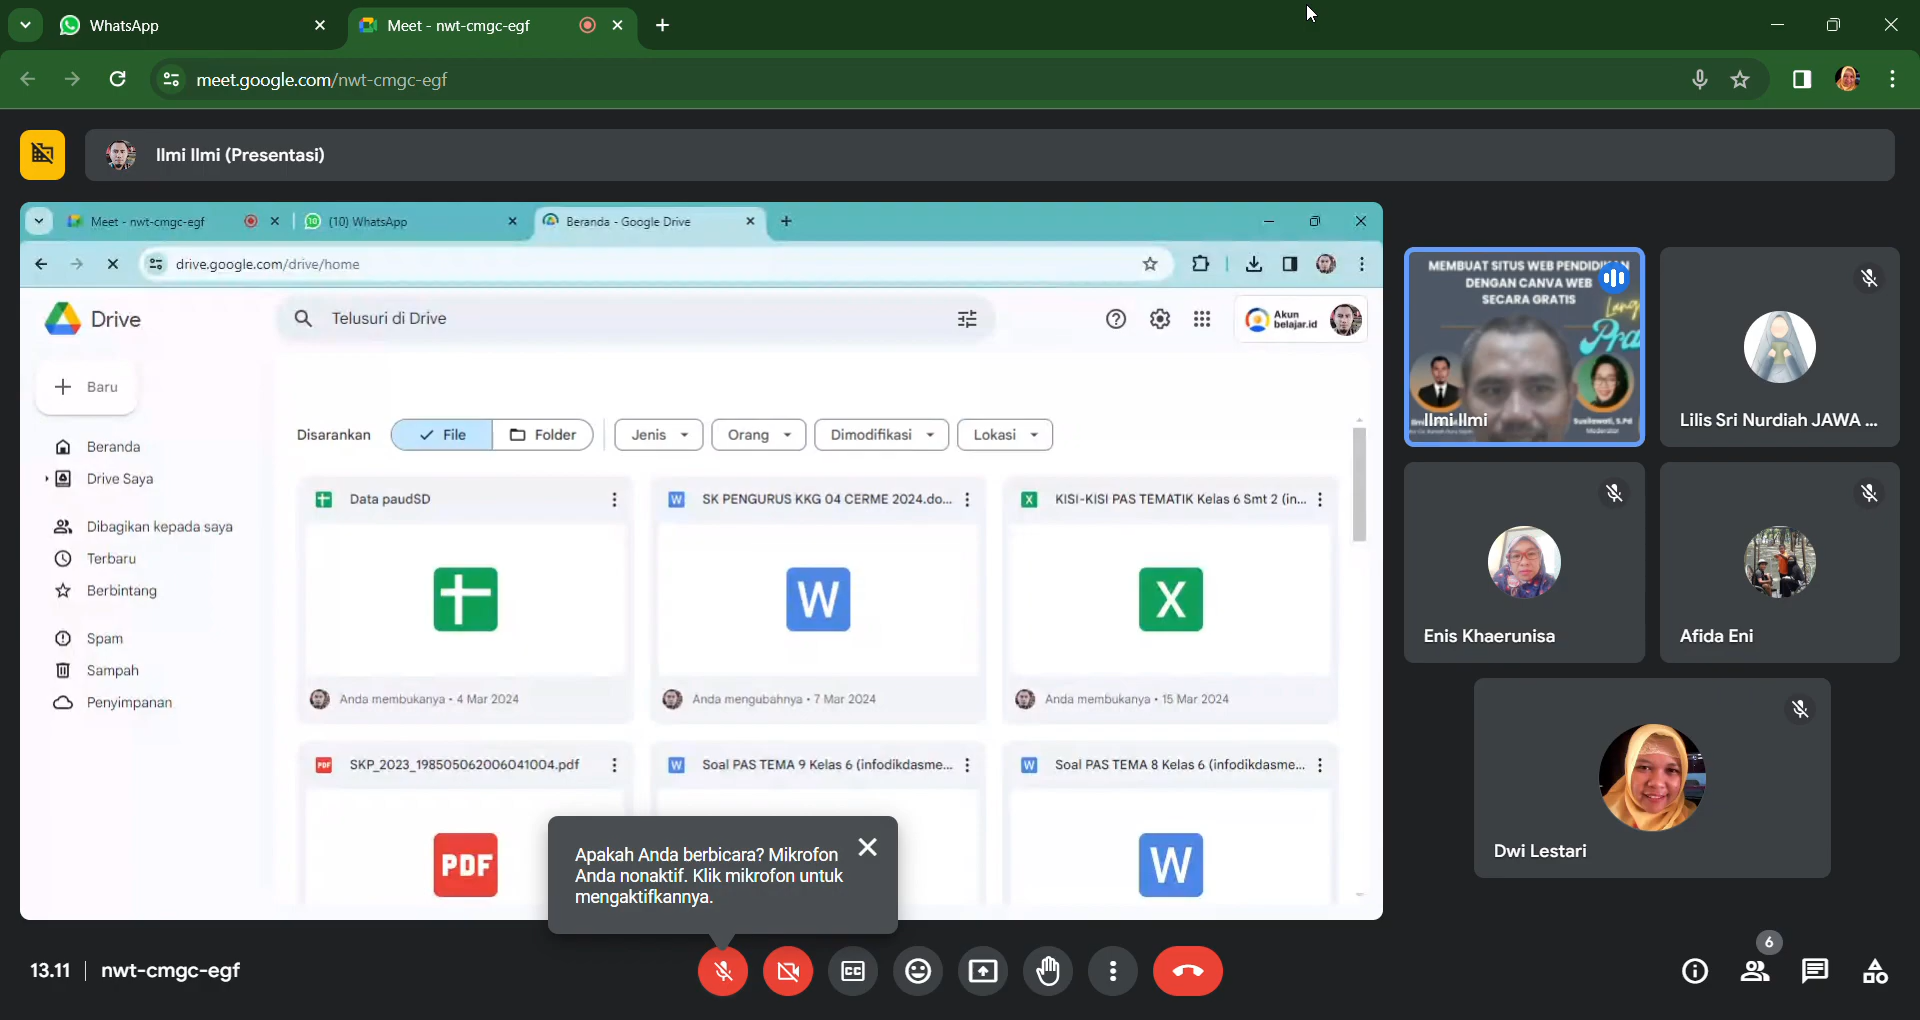 WhatsApp
Meet - nwt-cmgc-egf
meet.google.com/nwt-cmgc-egf
Ilmi Ilmi (Presentasi)
Meet - nwt-cmgc-egf
(10) WhatsApp
Beranda - Google Drive
drive.google.com/drive/home
Drive
Telusuri di Drive
Akun
belajar.id
Baru
Beranda
Drive Saya
Dibagikan kepada saya
Terbaru
Berbintang
Spam
Sampah
Penyimpanan
Disarankan
File
Folder
Jenis
Orang
Dimodifikasi
Lokasi
Data paudSD
SK PENGURUS KKG 04 CERME 2024.do...
KISI-KISI PAS TEMATIK Kelas 6 Smt 2 (in...
W
X
Anda membukanya • 4 Mar 2024
Anda mengubahnya • 7 Mar 2024
Anda membukanya • 15 Mar 2024
SKP_2023_198505062006041004.pdf
Soal PAS TEMA 9 Kelas 6 (infodikdasme...
Soal PAS TEMA 8 Kelas 6 (infodikdasme...
PDF
W
Apakah Anda berbicara? Mikrofon
Anda nonaktif. Klik mikrofon untuk
mengaktifkannya.
MEMBUAT SITUS WEB PENDIDIKAN
DENGAN CANVA WEB
SECARA GRATIS
Susilawati, S.Pd
Moderator
Ilmi Ilmi
Lilis Sri Nurdiah JAWA ...
Enis Khaerunisa
Afida Eni
Dwi Lestari
13.11
nwt-cmgc-egf
6